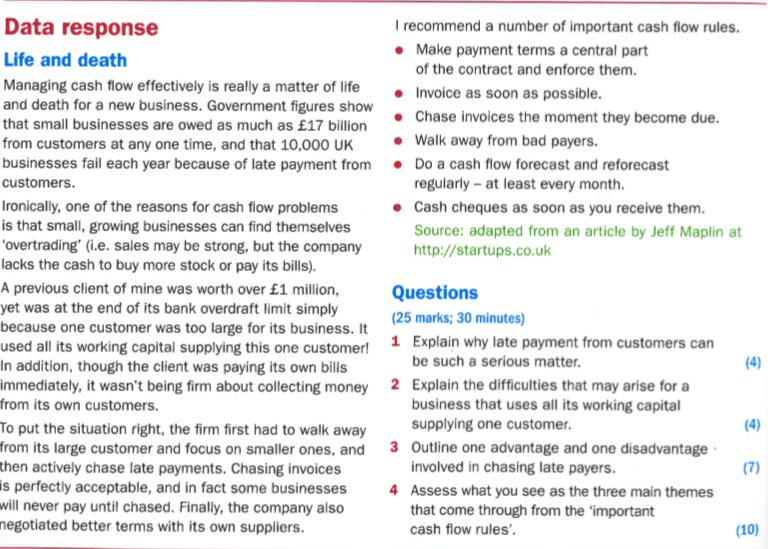 Data response
Life and death
Managing cash flow effectively is really a matter of life
and death for a new business. Government figures show
that small businesses are owed as much as £17 billion
from customers at any one time, and that 10,000 UK
businesses fail each year because of late payment from
customers.
Ironically, one of the reasons for cash flow problems
is that small, growing businesses can find themselves
‘overtrading’ (i.e. sales may be strong, but the company
lacks the cash to buy more stock or pay its bills).
A previous client of mine was worth over £1 million,
yet was at the end of its bank overdraft limit simply
because one customer was too large for its business. It
used all its working capital supplying this one customer!
In addition, though the client was paying its own bills
immediately, it wasn't being firm about collecting money
from its own customers.
To put the situation right, the firm first had to walk away
from its large customer and focus on smaller ones, and
then actively chase late payments. Chasing invoices
is perfectly acceptable, and in fact some businesses
will never pay until chased. Finally, the company also
negotiated better terms with its own suppliers.
I recommend a number of important cash flow rules.
● Make payment terms a central part
of the contract and enforce them.
● Invoice as soon as possible.
● Chase invoices the moment they become due.
● Walk away from bad payers.
● Do a cash flow forecast and reforecast
regularly – at least every month.
● Cash cheques as soon as you receive them.
Source: adapted from an article by Jeff Maplin at
http://startups.co.uk
Questions
(25 marks; 30 minutes)
1 Explain why late payment from customers can
be such a serious matter. (4)
2 Explain the difficulties that may arise for a
business that uses all its working capital
supplying one customer. (4)
3 Outline one advantage and one disadvantage
involved in chasing late payers. (7)
4 Assess what you see as the three main themes
that come through from the ‘important
cash flow rules’. (10)